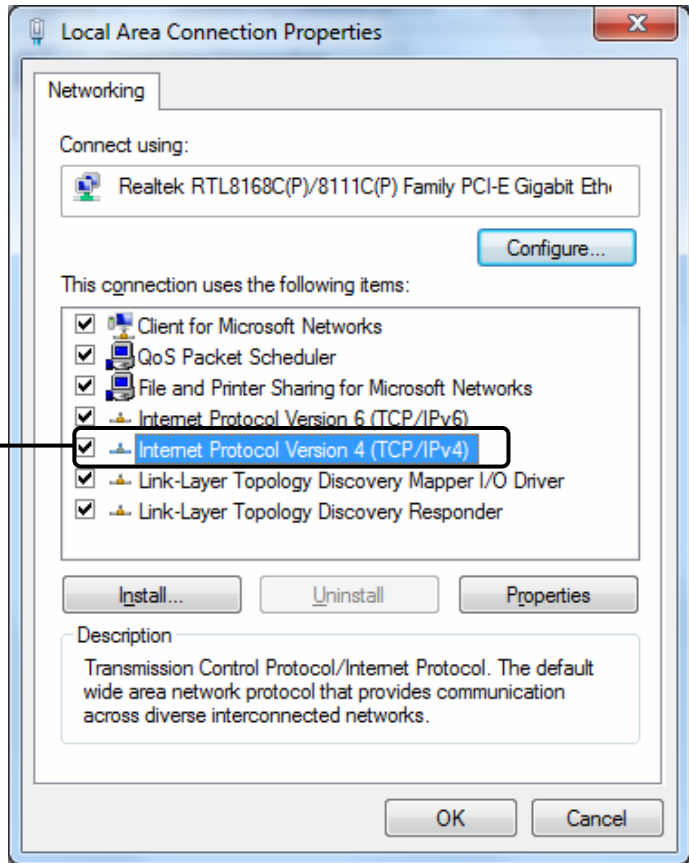 Local Area Connection Properties
Networking
Connect using:
Realtek RTL8168C(P)/8111C(P) Family PCI-E Gigabit Ethe
Configure...
This connection uses the following items:
Client for Microsoft Networks
QoS Packet Scheduler
File and Printer Sharing for Microsoft Networks
Internet Protocol Version 6 (TCP/IPv6)
Internet Protocol Version 4 (TCP/IPv4)
Link-Layer Topology Discovery Mapper I/O Driver
Link-Layer Topology Discovery Responder
Install...
Uninstall
Properties
Description
Transmission Control Protocol/Internet Protocol. The default
wide area network protocol that provides communication
across diverse interconnected networks.
OK
Cancel